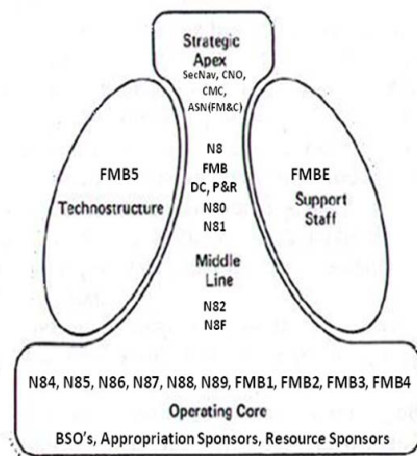 Strategic
Apex
SecNav, CNO,
CMC,
ASN(FM&C)
N8
FMB
DC, P&R
N80
N81
Middle
Line
N82
N8F
FMB5
Technostructure
FMBE
Support
Staff
N84, N85, N86, N87, N88, N89, FMB1, FMB2, FMB3, FMB4
Operating Core
BSO's, Appropriation Sponsors, Resource Sponsors